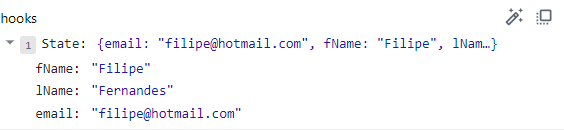 hooks
1 State: {email: "filipe@hotmail.com", fName: "Filipe", lNam…}
fName: "Filipe"
lName: "Fernandes"
email: "filipe@hotmail.com"